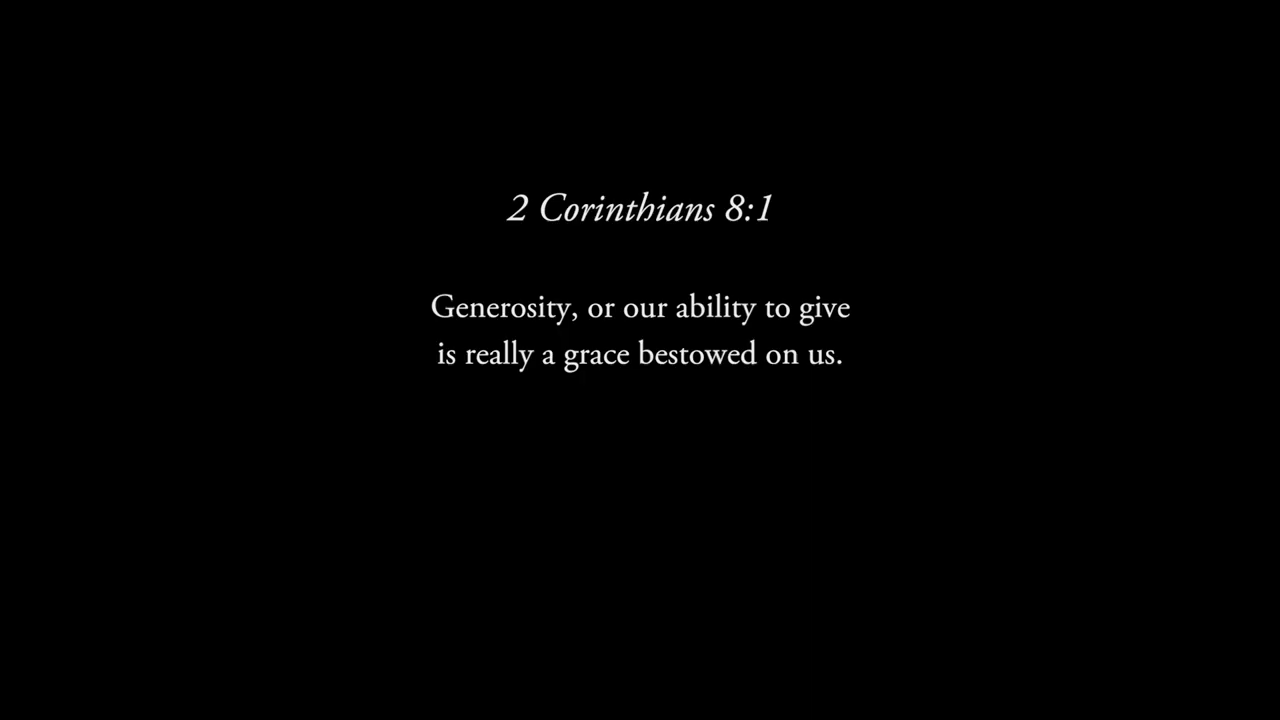 2 Corinthians 8:1
Generosity, or our ability to give
is really a grace bestowed on us.